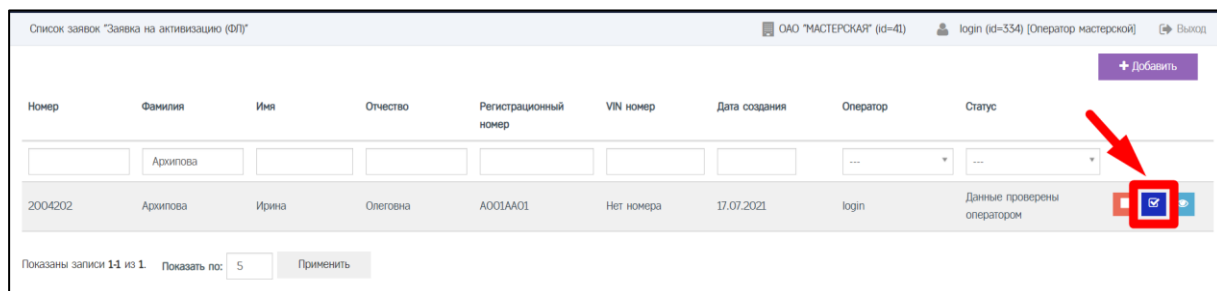 Список заявок "Заявка на активизацию (ФЛ)" ОАО "МАСТЕРСКАЯ" (id=41) login (id=334) [Оператор мастерской] Выход
+ Добавить
Номер Фамилия Имя Отчество Регистрационный номер VIN номер Дата создания Оператор Статус
Архипова --- ---
2004202 Архипова Ирина Олеговна А001АА01 Нет номера 17.07.2021 login Данные проверены оператором
Показаны записи 1-1 из 1. Показать по: 5 Применить